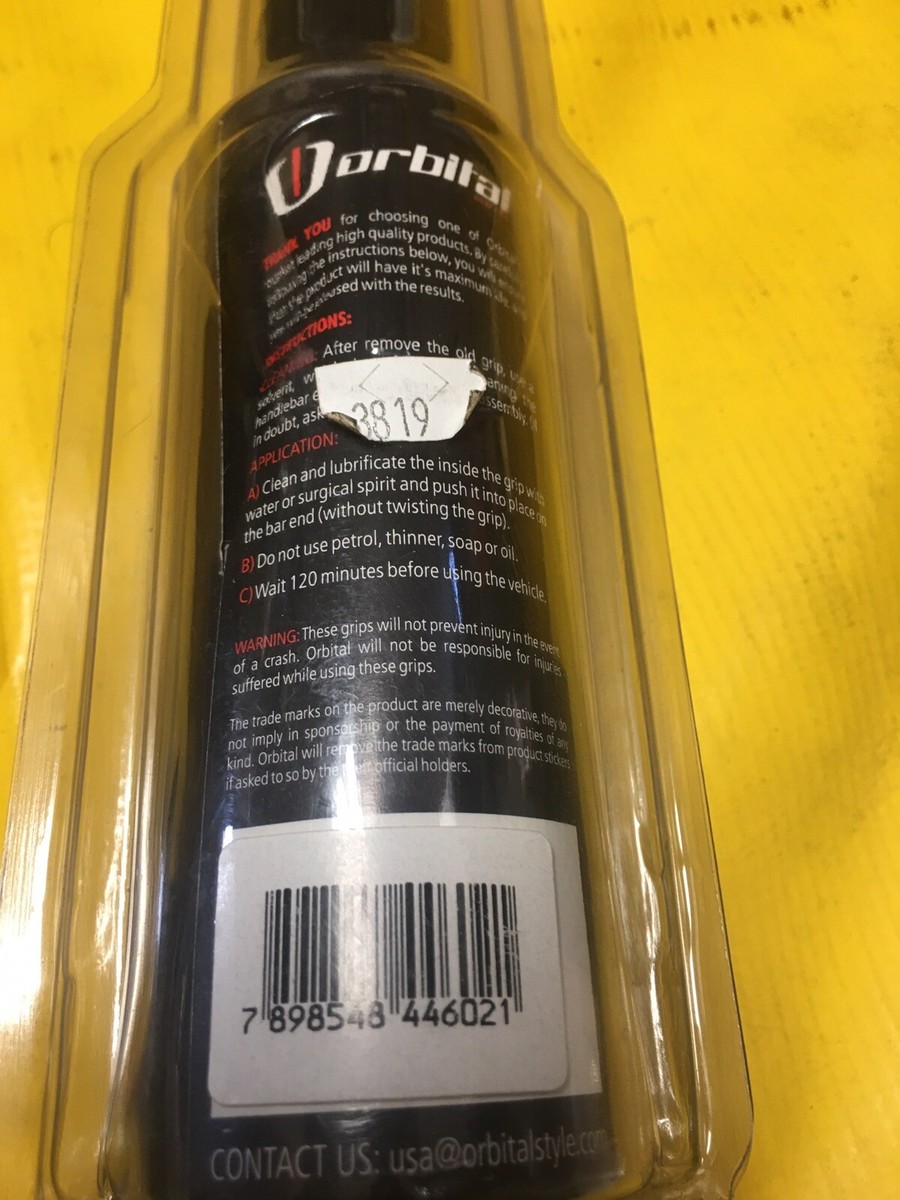 orbital
THANK YOU for choosing one of
market leading high quality products. By
the instructions below, you will
that the product will have it's maximum
pleased with the results.
INSTRUCTIONS:
After remove the old grip, use a
solvent,
handlebar
in doubt, ask
3819
APPLICATION:
A) Clean and lubrificate the inside the grip with
water or surgical spirit and push it into place on
the bar end (without twisting the grip).
B) Do not use petrol, thinner, soap or oil.
C) Wait 120 minutes before using the vehicle.
WARNING: These grips will not prevent injury in the event
of a crash. Orbital will not be responsible for injuries
suffered while using these grips.
The trade marks on the product are merely decorative, they do
not imply in sponsorship or the payment of royalties of any
kind. Orbital will remove the trade marks from product stickers
if asked to so by the official holders.
7 898548 446021
CONTACT US: usa@orbitalstyle.com